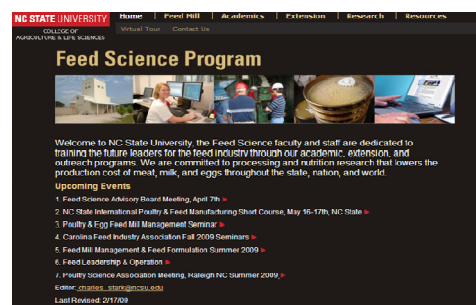 NC STATE UNIVERSITY
Home | Feed Mill | Academics | Extension | Research | Resources
COLLEGE OF
AGRICULTURE & LIFE SCIENCES
Virtual Tour Contact Us
Feed Science Program
Welcome to NC State University, the Feed Science faculty and staff are dedicated to
training the future leaders for the feed industry through our academic, extension, and
outreach programs. We are committed to processing and nutrition research that lowers the
production cost of meat, milk, and eggs throughout the state, nation, and world.
Upcoming Events
1. Feed Science Advisory Board Meeting, April 7th
2. NC State International Poultry & Feed Manufacturing Short Course, May 16-17th, NC State
3. Poultry & Egg Feed Mill Management Seminar
4. Carolina Feed Industry Association Fall 2009 Seminars
5. Feed Mill Management & Feed Formulation Summer 2009
6. Feed Leadership & Operation
7. Poultry Science Association Meeting, Raleigh NC Summer 2009
Editor: charles_stark@ncsu.edu
Last Revised: 2/17/09